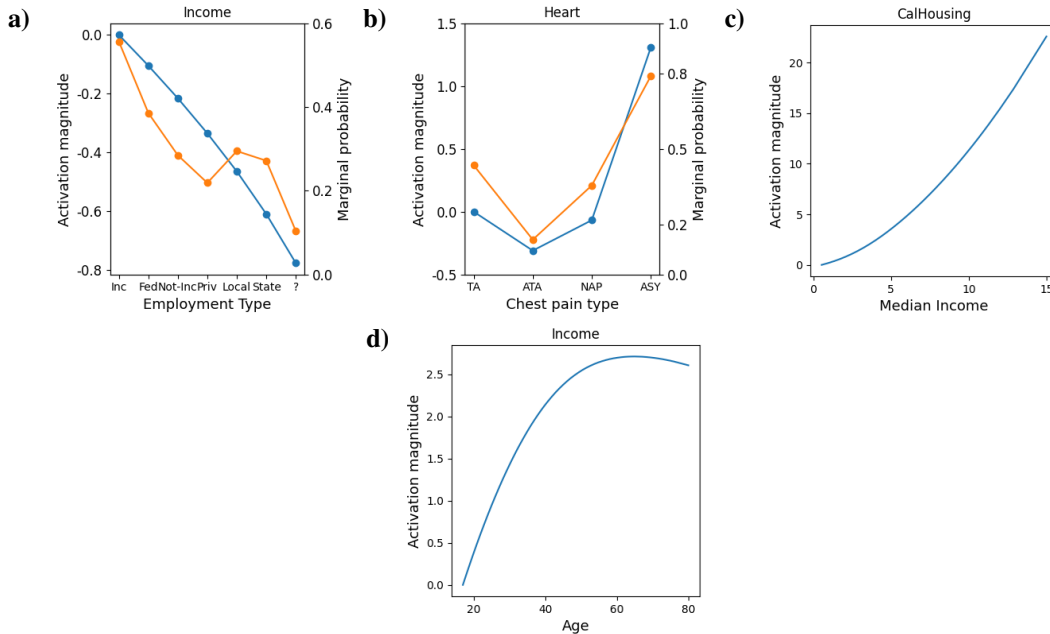 a)
Income
Activation magnitude
0.0
-0.2
-0.4
-0.6
-0.8
0.6
0.4
0.2
0.0
Marginal probability
Inc Fed Not-Inc Priv Local State ?
Employment Type
b)
Heart
Activation magnitude
1.5
1.0
0.5
0.0
-0.5
1.0
0.8
0.5
0.2
0.0
Marginal probability
TA ATA NAP ASY
Chest pain type
c)
CalHousing
Activation magnitude
20
15
10
5
0
0 5 10 15
Median Income
d)
Income
Activation magnitude
2.5
2.0
1.5
1.0
0.5
0.0
20 40 60 80
Age